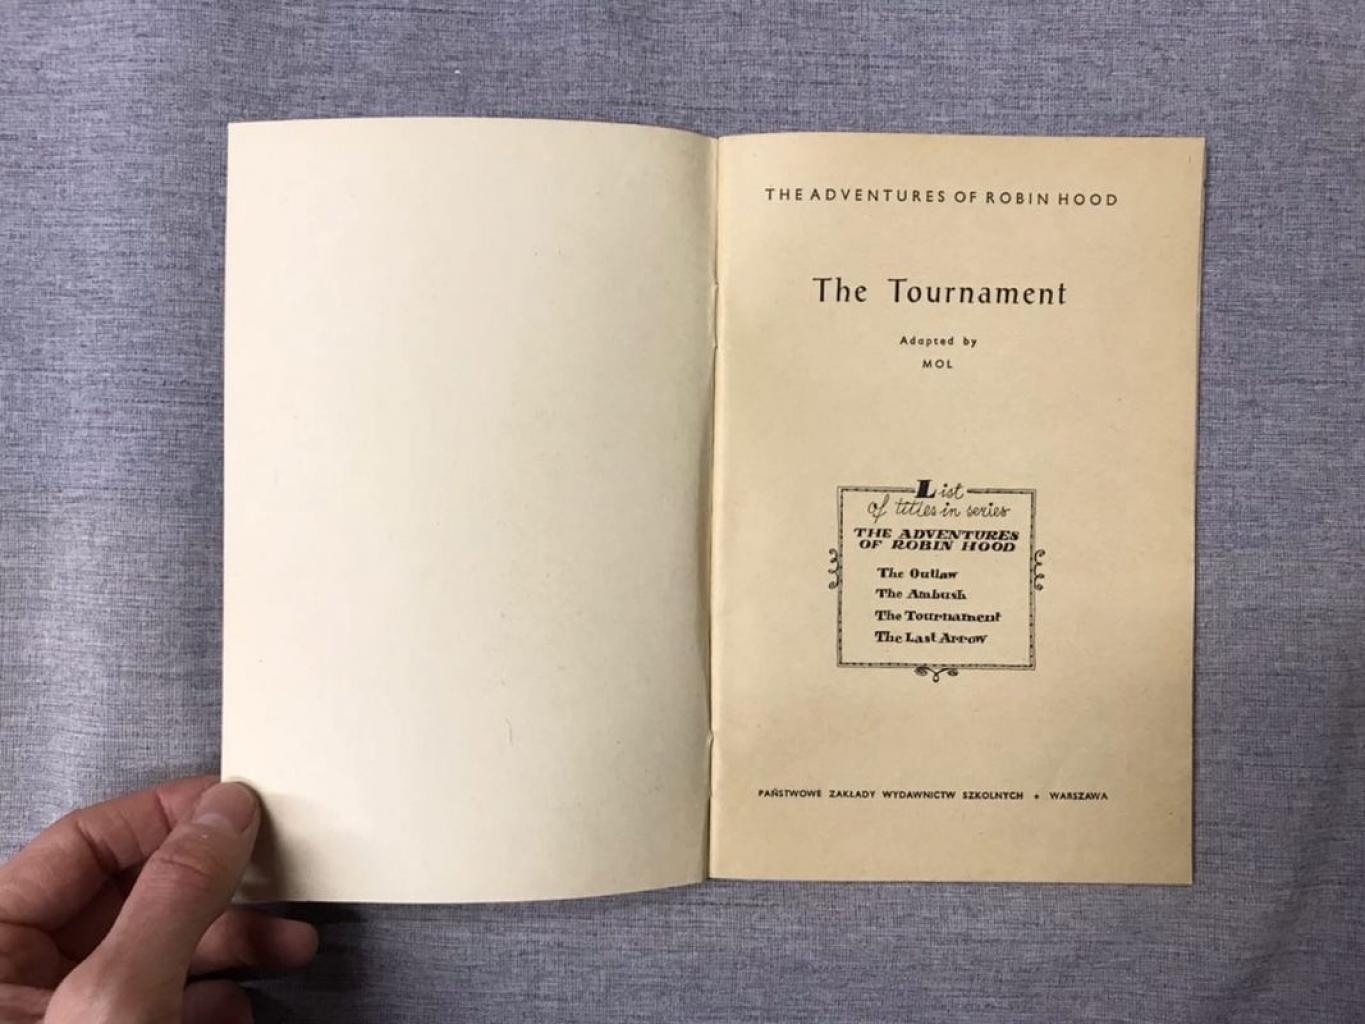 THE ADVENTURES OF ROBIN HOOD
The Tournament
Adapted by
MOL
List
of titles in series
THE ADVENTURES
OF ROBIN HOOD
The Outlaw
The Ambush
The Tournament
The Last Arrow
PAŃSTWOWE ZAKŁADY WYDAWNICTW SZKOLNYCH + WARSZAWA